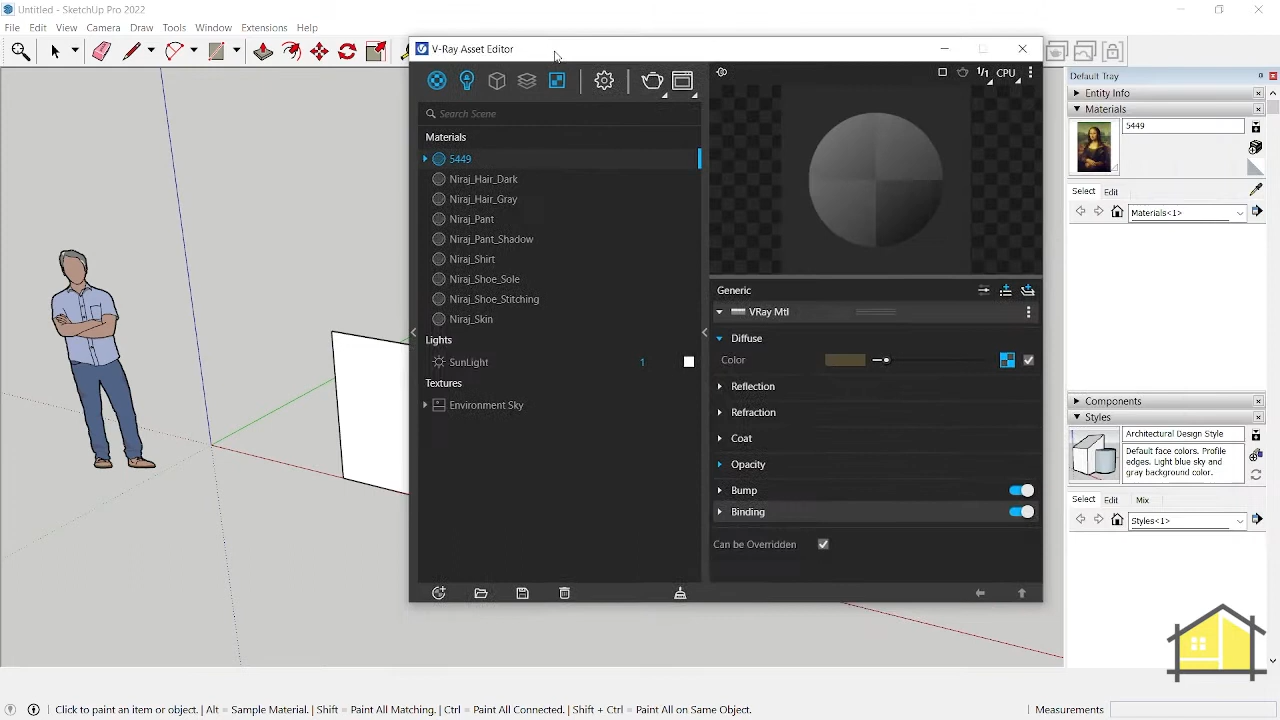 Untitled - SketchUp Pro 2022
File Edit View Camera Draw Tools Window Extensions Help
V-Ray Asset Editor
1/1 CPU
Search Scene
Materials
5449
Niraj_Hair_Dark
Niraj_Hair_Gray
Niraj_Pant
Niraj_Pant_Shadow
Niraj_Shirt
Niraj_Shoe_Sole
Niraj_Shoe_Stitching
Niraj_Skin
Lights
SunLight 1
Textures
Environment Sky
Generic
VRay Mtl
Diffuse
Color
Reflection
Refraction
Coat
Opacity
Bump
Binding
Can be Overridden
Default Tray
Entity Info
Materials
5449
Select Edit
Materials<1>
Components
Styles
Architectural Design Style
Default face colors. Profile
edges. Light blue sky and
gray background color.
Select Edit Mix
Styles<1>
Click to paint an item or object.| Alt = Sample Material.| Shift = Paint All Matching.| Ctrl = Paint All Connected.| Shift + Ctrl = Paint All on Same Object.
Measurements